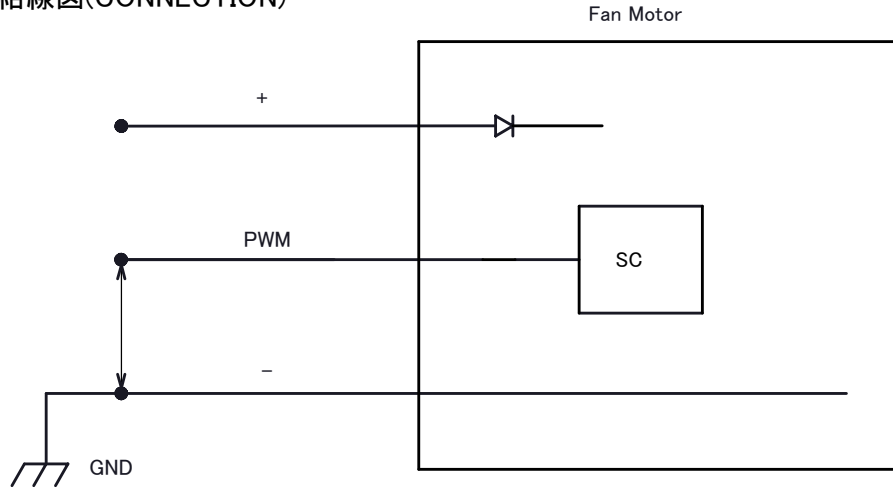 結線図(CONNECTION)
Fan Motor
+
PWM
SC
-
GND